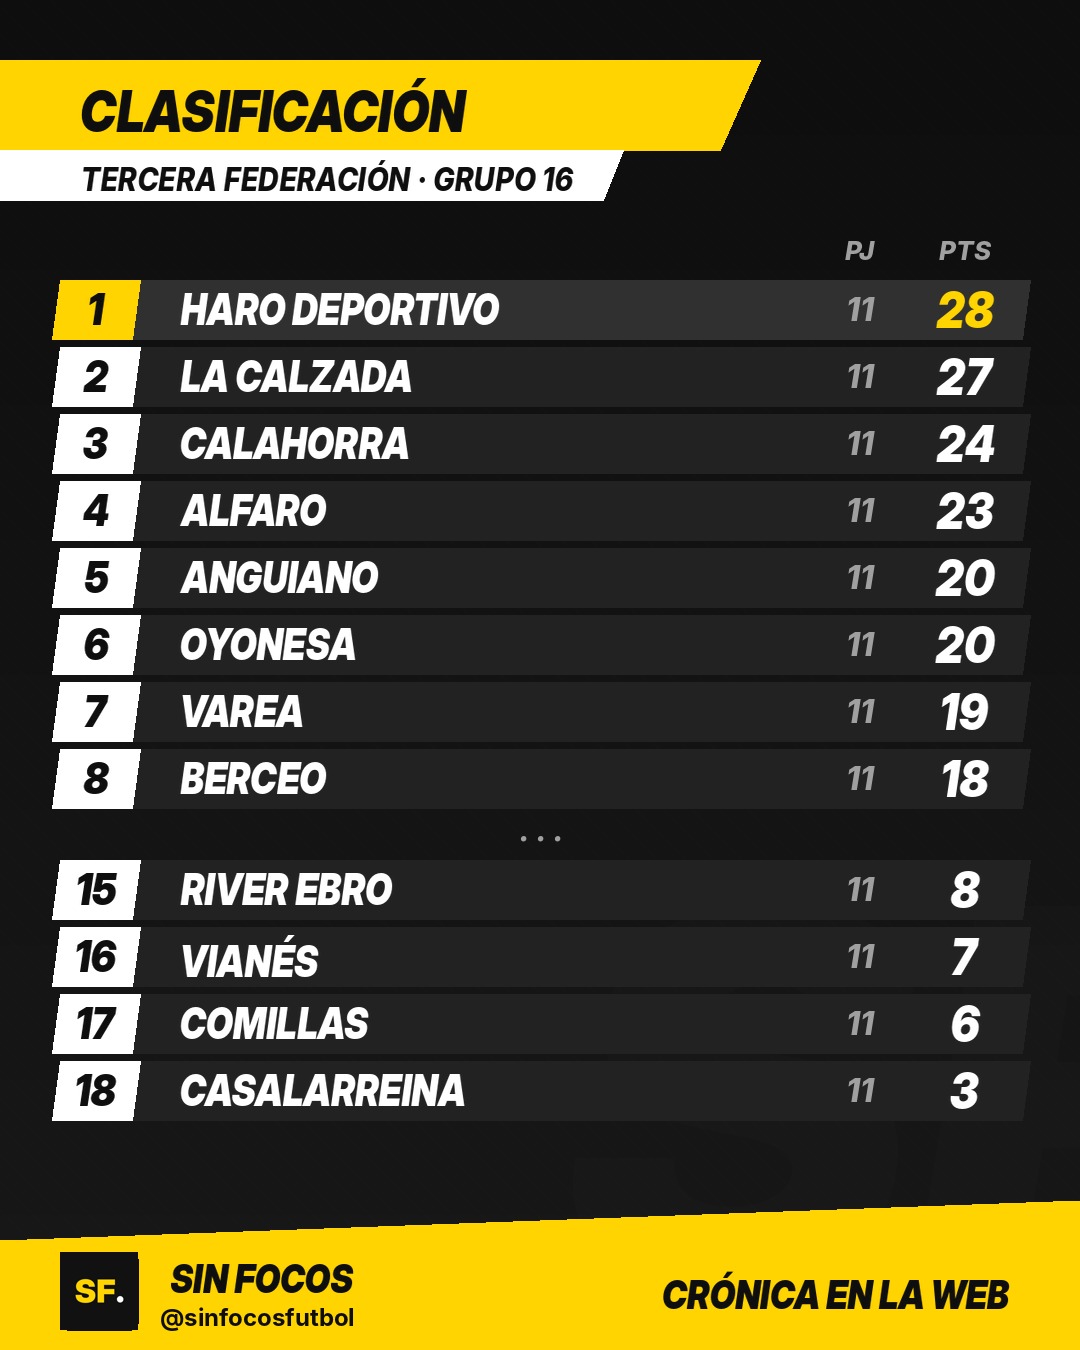 CLASIFICACIÓN
TERCERA FEDERACIÓN · GRUPO 16
PJ PTS
1 HARO DEPORTIVO 11 28
2 LA CALZADA 11 27
3 CALAHORRA 11 24
4 ALFARO 11 23
5 ANGUIANO 11 20
6 OYONESA 11 20
7 VAREA 11 19
8 BERCEO 11 18
...
15 RIVER EBRO 11 8
16 VIANÉS 11 7
17 COMILLAS 11 6
18 CASALARREINA 11 3
SF.
SIN FOCOS
@sinfocosfutbol
CRÓNICA EN LA WEB